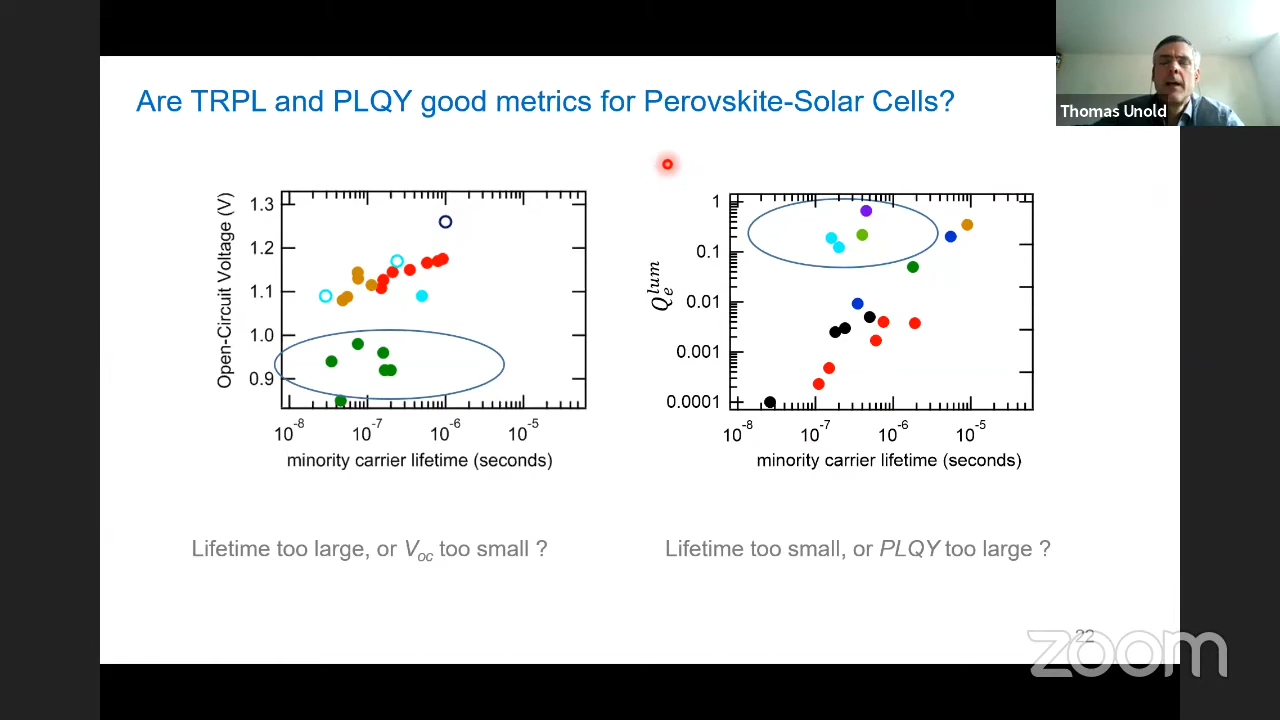 Are TRPL and PLQY good metrics for Perovskite-Solar Cells?
Thomas Unold
Open-Circuit Voltage (V)
1.3
1.2
1.1
1.0
0.9
10⁻⁸
10⁻⁷
10⁻⁶
10⁻⁵
minority carrier lifetime (seconds)
Qₑˡᵘᵐ
1
0.1
0.01
0.001
0.0001
10⁻⁸
10⁻⁷
10⁻⁶
10⁻⁵
minority carrier lifetime (seconds)
Lifetime too large, or Voc too small ?
Lifetime too small, or PLQY too large ?
22
zoom